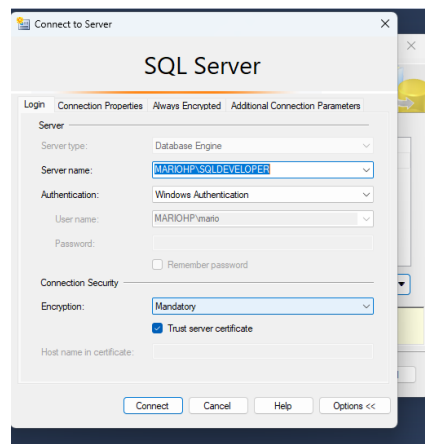 Connect to Server
SQL Server
Login Connection Properties Always Encrypted Additional Connection Parameters
Server
Server type: Database Engine
Server name: MARIOHP\SQLDEVELOPER
Authentication: Windows Authentication
User name: MARIOHP\mario
Password:
Remember password
Connection Security
Encryption: Mandatory
Trust server certificate
Host name in certificate:
Connect Cancel Help Options <<